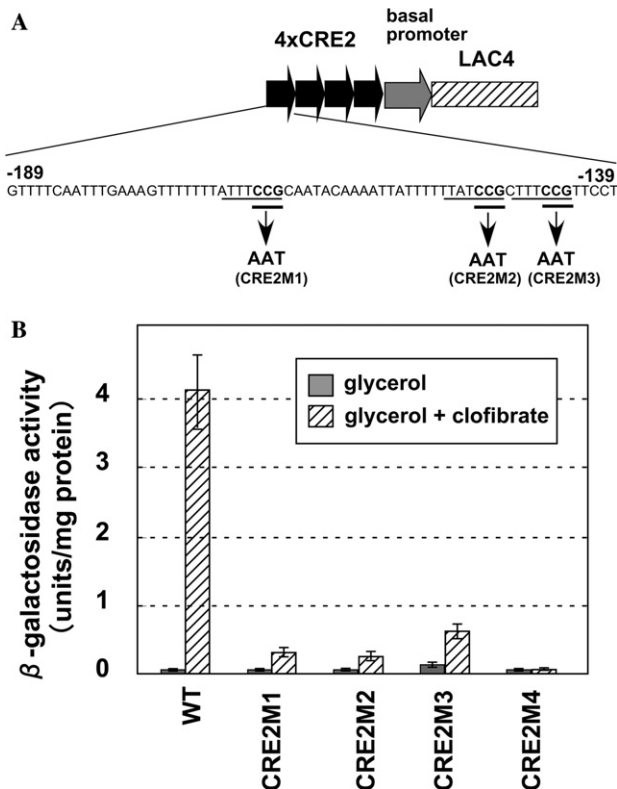 A
4xCRE2
basal
promoter
LAC4
-189 -139
GTTTTCAATTTGAAAGTTTTTTTATTTCCGCAATACAAAATTATTTTTTATCCGCTTTCCGTTCCT
AAT AAT AAT
(CRE2M1) (CRE2M2) (CRE2M3)
B
glycerol
glycerol + clofibrate
β-galactosidase activity
(units/mg protein)
4
3
2
1
0
WT
CRE2M1
CRE2M2
CRE2M3
CRE2M4